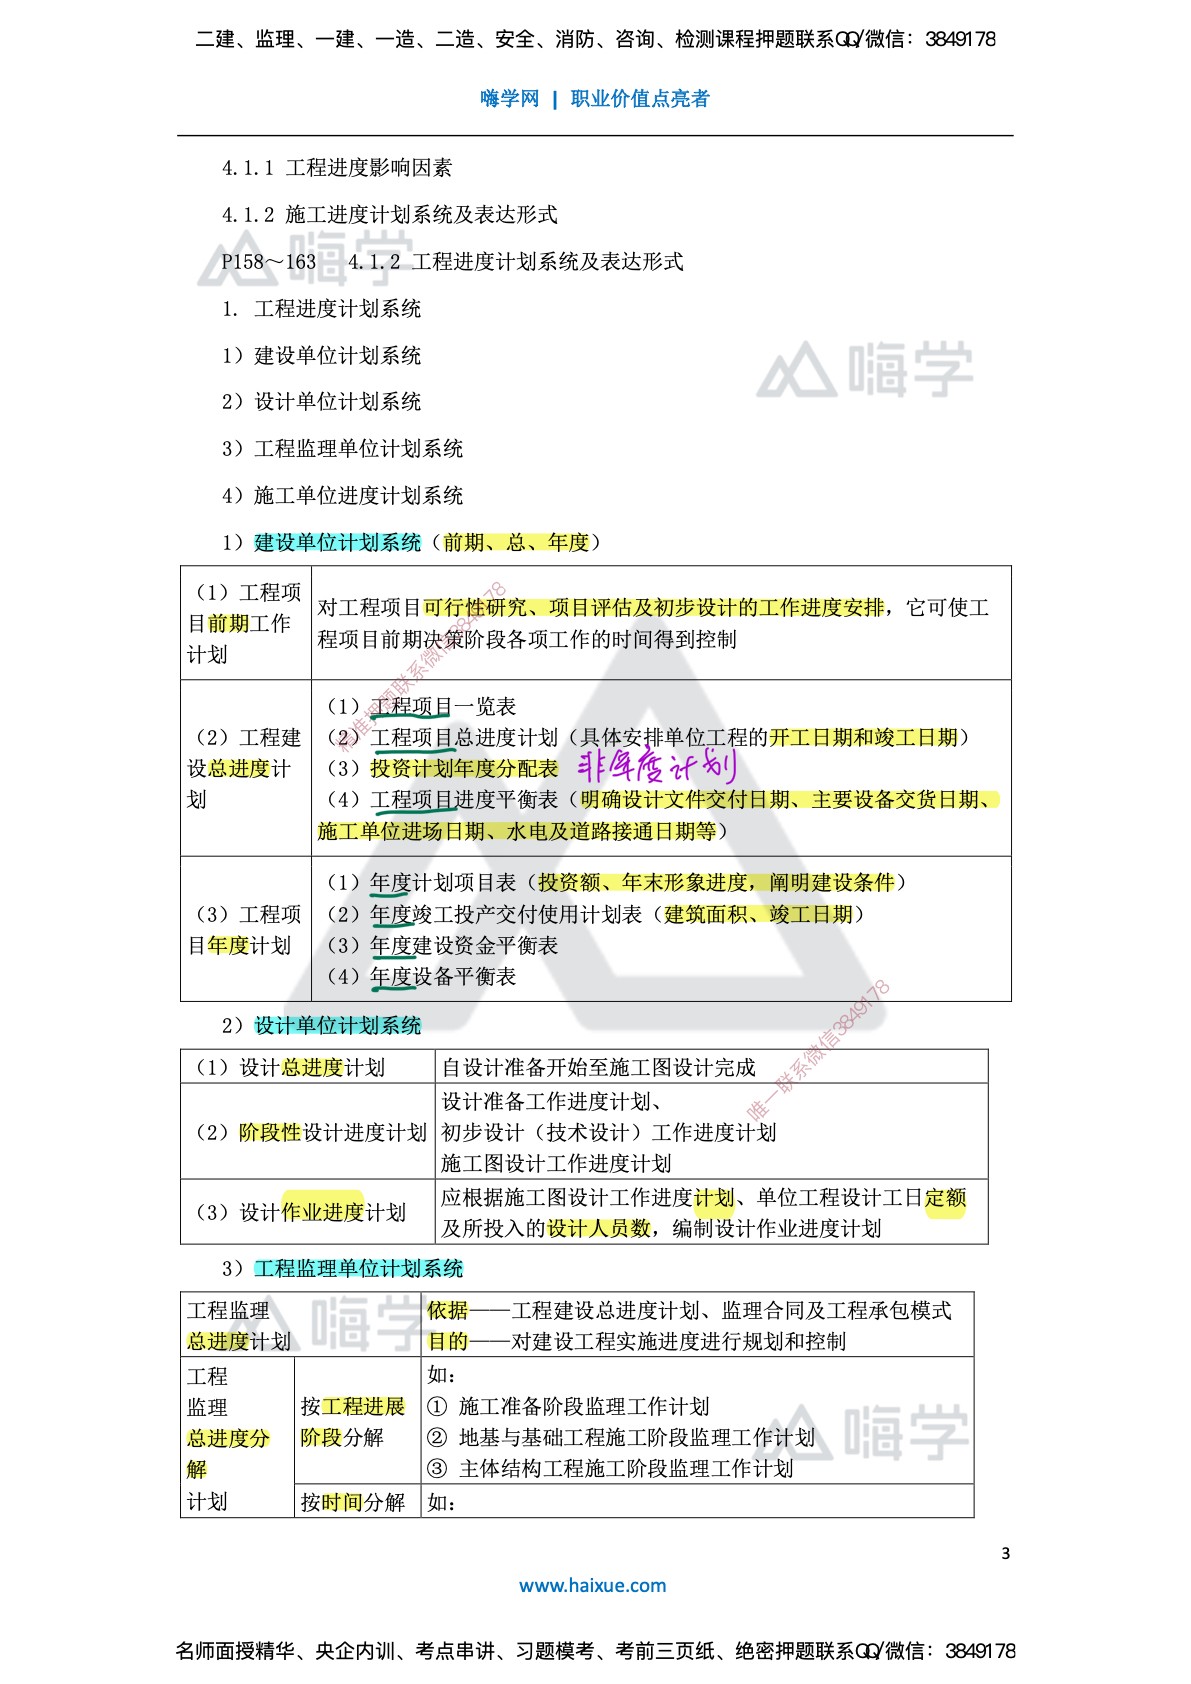 二建、监理、一建、一造、二造、安全、消防、咨询、检测课程押题联系QQ/微信：3849178
嗨学网 | 职业价值点亮者
4.1.1 工程进度影响因素
4.1.2 施工进度计划系统及表达形式
嗨学
P158～163 4.1.2 工程进度计划系统及表达形式
1. 工程进度计划系统
1）建设单位计划系统
嗨学
2）设计单位计划系统
3）工程监理单位计划系统
4）施工单位进度计划系统
1）建设单位计划系统（前期、总、年度）
（1）工程项
目前期工作
计划
对工程项目可行性研究、项目评估及初步设计的工作进度安排，它可使工
程项目前期决策阶段各项工作的时间得到控制
精准押题联系微信3849178
（2）工程建
设总进度计
划
（1）工程项目一览表
（2）工程项目总进度计划（具体安排单位工程的开工日期和竣工日期）
（3）投资计划年度分配表 非年度计划
（4）工程项目进度平衡表（明确设计文件交付日期、主要设备交货日期、
施工单位进场日期、水电及道路接通日期等）
（3）工程项
目年度计划
（1）年度计划项目表（投资额、年末形象进度，阐明建设条件）
（2）年度竣工投产交付使用计划表（建筑面积、竣工日期）
（3）年度建设资金平衡表
（4）年度设备平衡表
2）设计单位计划系统
唯一联系微信3849178
（1）设计总进度计划
自设计准备开始至施工图设计完成
（2）阶段性设计进度计划
设计准备工作进度计划、
初步设计（技术设计）工作进度计划
施工图设计工作进度计划
（3）设计作业进度计划
应根据施工图设计工作进度计划、单位工程设计工日定额
及所投入的设计人员数，编制设计作业进度计划
3）工程监理单位计划系统
工程监理
总进度计划
嗨学
依据——工程建设总进度计划、监理合同及工程承包模式
目的——对建设工程实施进度进行规划和控制
工程
监理
总进度分
解
计划
按工程进展
阶段分解
如：
① 施工准备阶段监理工作计划
② 地基与基础工程施工阶段监理工作计划
③ 主体结构工程施工阶段监理工作计划
嗨学
按时间分解
如：
3
www.haixue.com
名师面授精华、央企内训、考点串讲、习题模考、考前三页纸、绝密押题联系QQ/微信：3849178